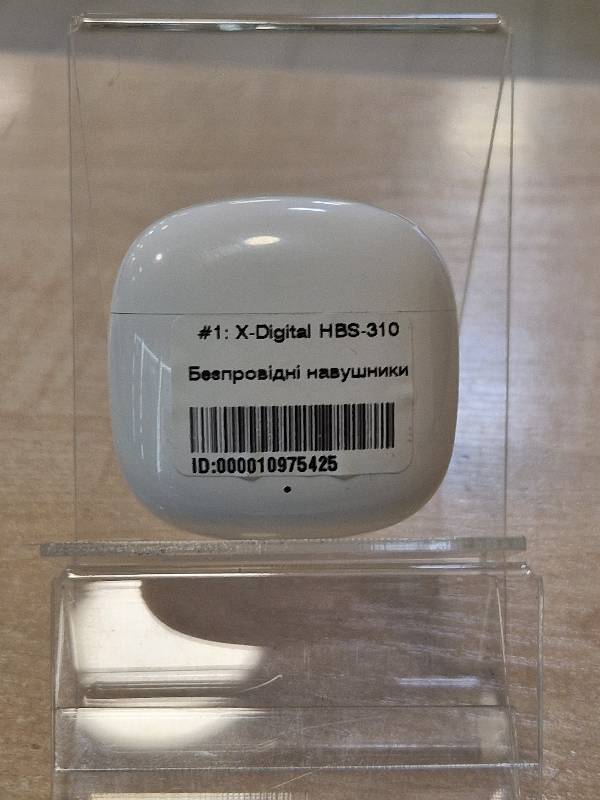 #1: X-Digital HBS-310
Безпровідні навушники
ID:000010975425